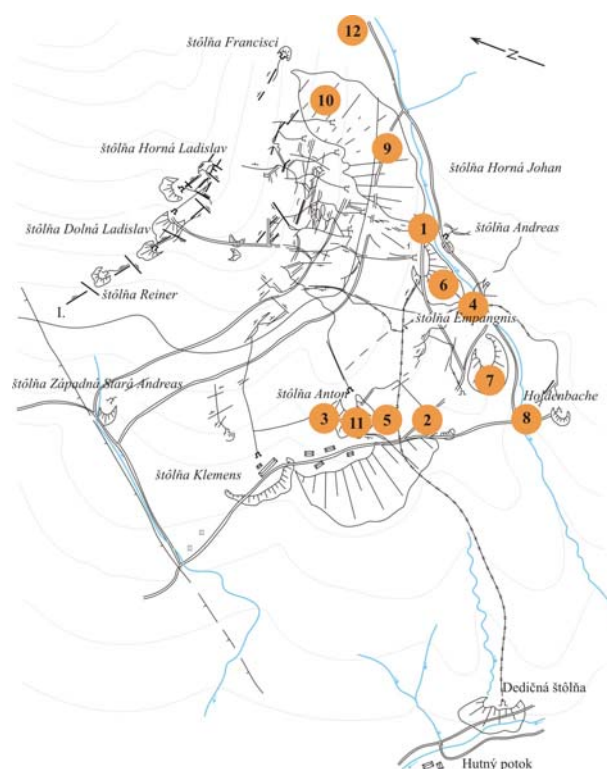 12
štôlňa Francisci
N
10
9
štôlňa Horná Ladislav
štôlňa Horná Johan
štôlňa Dolná Ladislav
1
štôlňa Andreas
6
štôlňa Reiner
4
I.
štôlňa Empängnis
7
štôlňa Západná Stará Andreas
štôlňa Anton
3
11
5
2
8
štôlňa Klemens
Dedičná štôlňa
Hutný potok